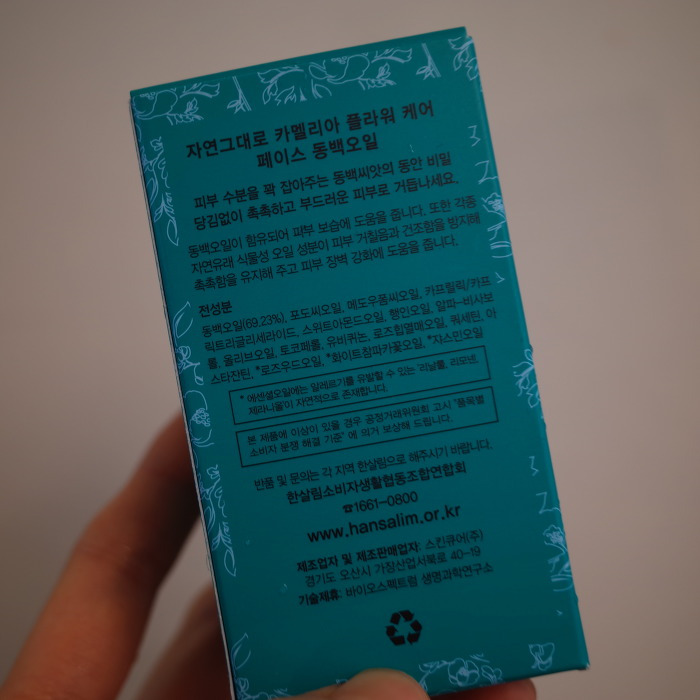 자연그대로 카멜리아 플라워 케어
페이스 동백오일
피부 수분을 꽉 잡아주는 동백씨앗의 동안 비밀
당김없이 촉촉하고 부드러운 피부로 거듭나세요.
동백오일이 함유되어 피부 보습에 도움을 줍니다. 또한 각종
자연유래 식물성 오일 성분이 피부 거칠음과 건조함을 방지해
촉촉함을 유지해 주고 피부 장벽 강화에 도움을 줍니다.
전성분
동백오일(69.23%), 포도씨오일, 메도우폼씨오일, 카프릴릭/카프
릭트라글리세라이드, 스위트아몬드오일, 행인오일, 알파-비사보
롤, 올리브오일, 토코페롤, 유비퀴논, 로즈힙열매오일, 쿼세틴, 아
스타잔틴, *로즈우드오일, *화이트참파카꽃오일, *쟈스민오일
* 에센셜오일에는 알레르기를 유발할 수 있는 '리날룰, 리모넨,
제라니올'이 자연적으로 존재합니다.
본 제품에 이상이 있을 경우 공정거래위원회 고시 "품목별
소비자 분쟁 해결 기준" 에 의거 보상해 드립니다.
반품 및 문의는 각 지역 한살림으로 해주시기 바랍니다.
한살림소비자생활협동조합연합회
☎1661-0800
www.hansalim.or.kr
제조업자 및 제조판매업자: 스킨큐어(주)
경기도 오산시 가장산업서북로 40-19
기술제휴: 바이오스펙트럼 생명과학연구소